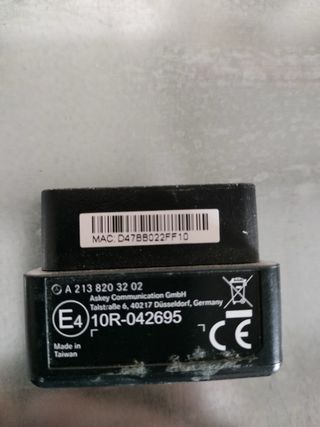 MAC: D47BB022FF10
A 213 820 32 02
Askey Communication GmbH
Talstraße 6, 40217 Düsseldorf, Germany
E4 10R-042695
Made in
Taiwan
CE